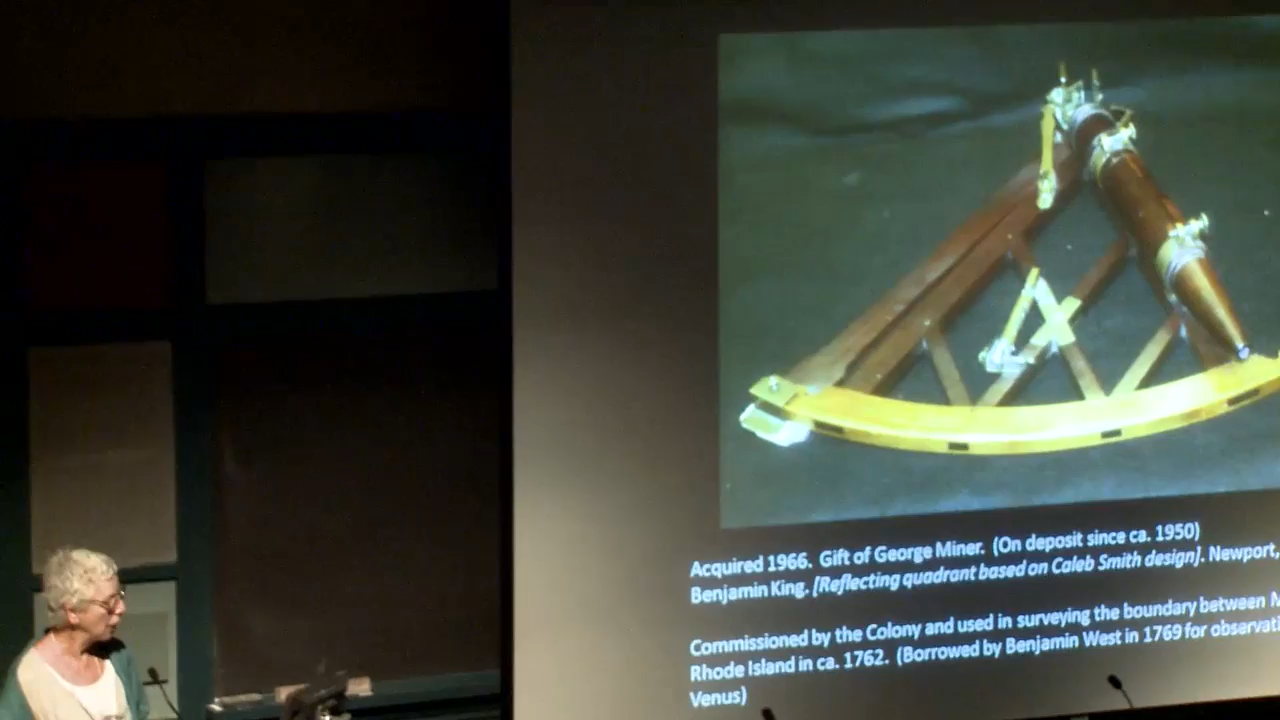 Acquired 1966. Gift of George Miner. (On deposit since ca. 1950)
Benjamin King. [Reflecting quadrant based on Caleb Smith design]. Newport,
Commissioned by the Colony and used in surveying the boundary between M
Rhode Island in ca. 1762. (Borrowed by Benjamin West in 1769 for observati
Venus)